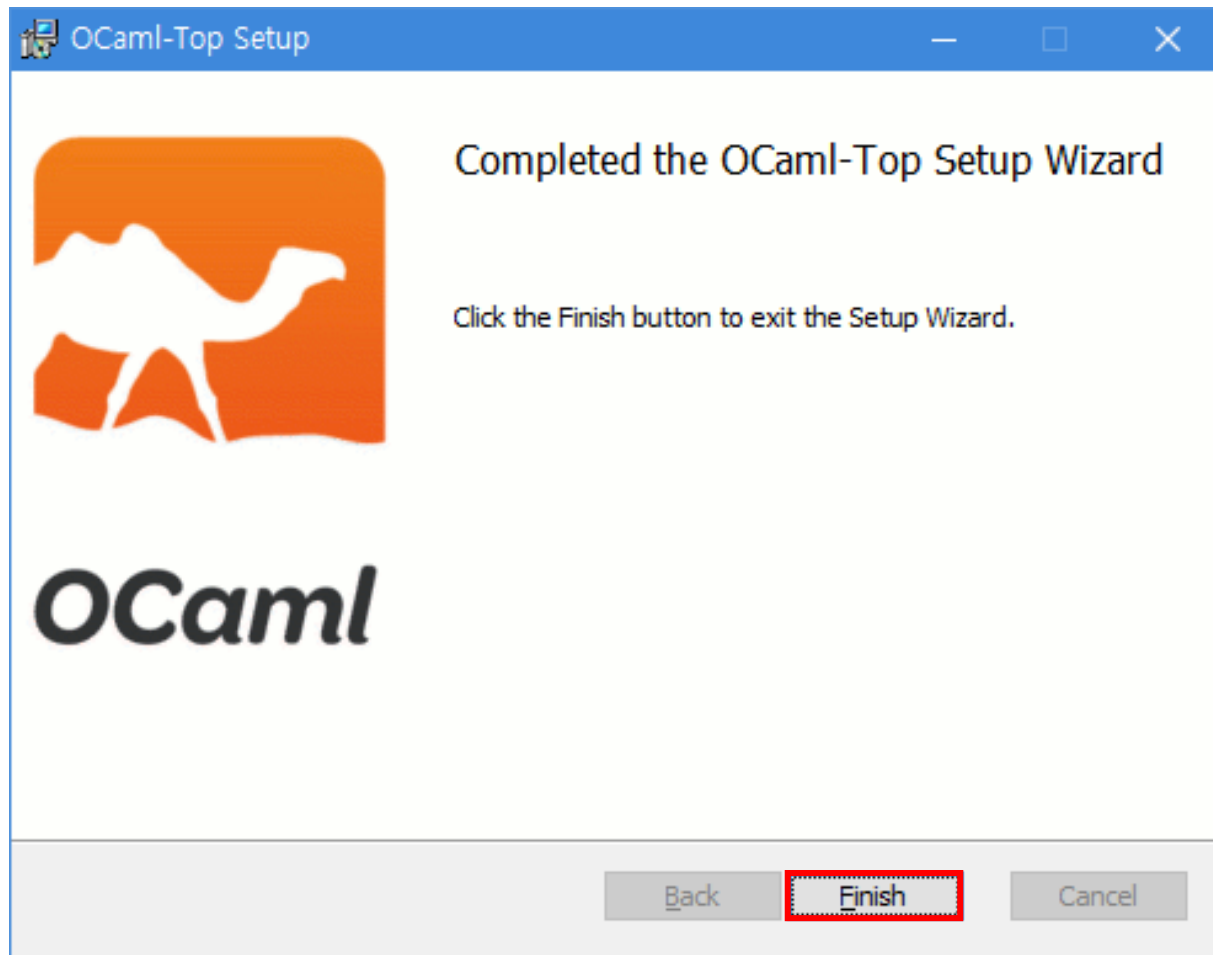 OCaml-Top Setup
Completed the OCaml-Top Setup Wizard
Click the Finish button to exit the Setup Wizard.
OCaml
Back Finish Cancel